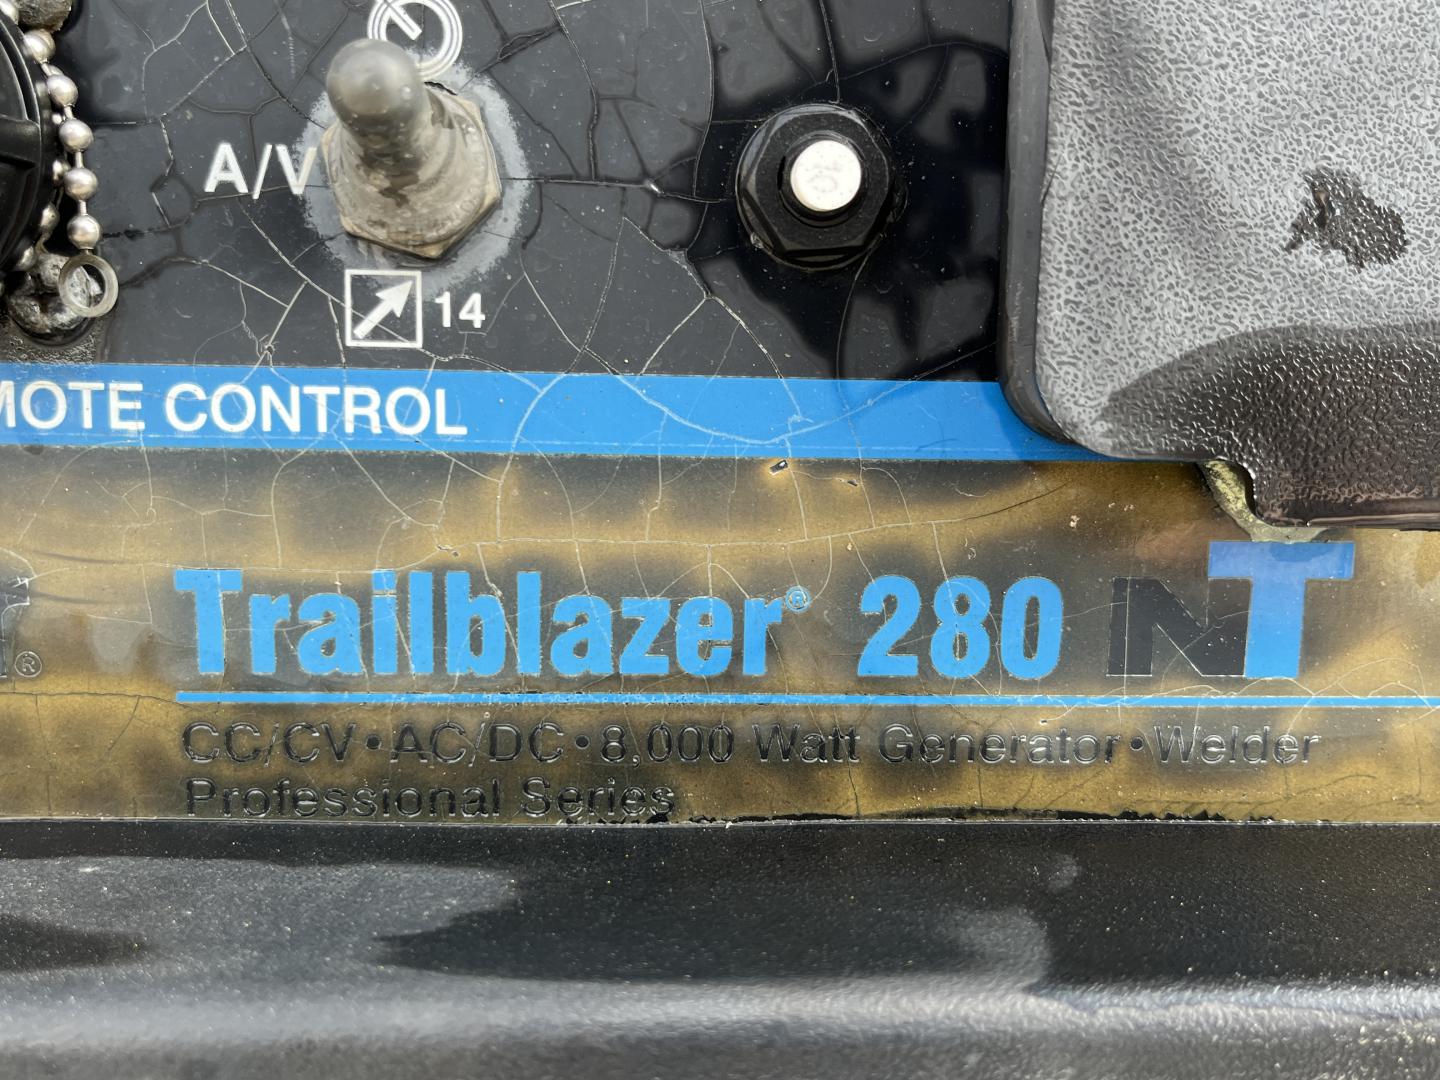 A/V
14
MOTE CONTROL
®
Trailblazer® 280 NT
CC/CV • AC/DC • 8,000 Watt Generator • Welder
Professional Series